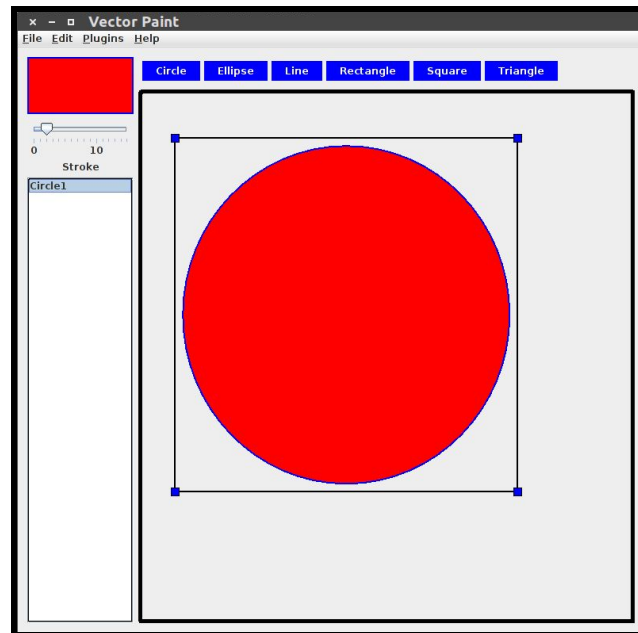 Vector Paint
File Edit Plugins Help
Circle Ellipse Line Rectangle Square Triangle
0 10
Stroke
Circle1